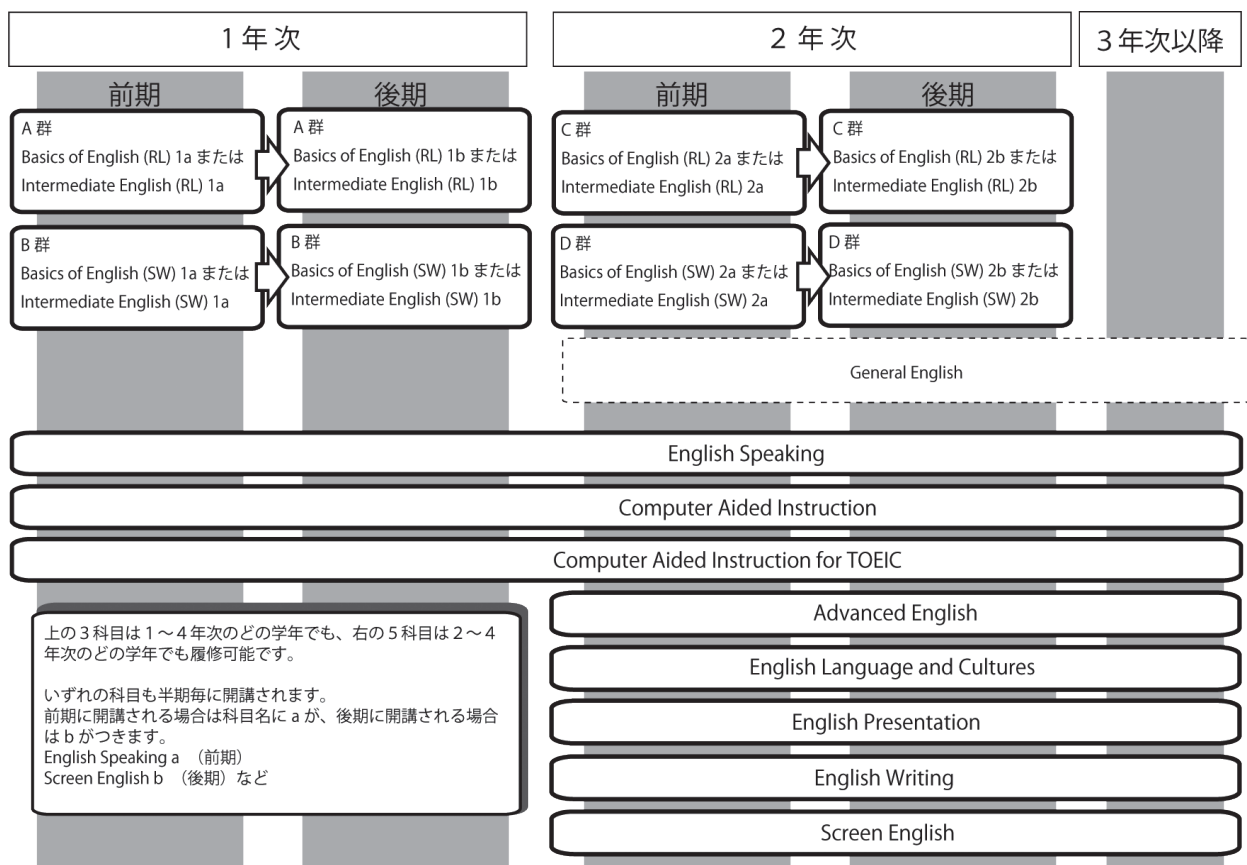 1年次
2年次
3年次以降
前期
後期
前期
後期
A群
Basics of English (RL) 1a または
Intermediate English (RL) 1a
A群
Basics of English (RL) 1b または
Intermediate English (RL) 1b
C群
Basics of English (RL) 2a または
Intermediate English (RL) 2a
C群
Basics of English (RL) 2b または
Intermediate English (RL) 2b
B群
Basics of English (SW) 1a または
Intermediate English (SW) 1a
B群
Basics of English (SW) 1b または
Intermediate English (SW) 1b
D群
Basics of English (SW) 2a または
Intermediate English (SW) 2a
D群
Basics of English (SW) 2b または
Intermediate English (SW) 2b
General English
English Speaking
Computer Aided Instruction
Computer Aided Instruction for TOEIC
上の3科目は1〜4年次のどの学年でも、右の5科目は2〜4
年次のどの学年でも履修可能です。
いずれの科目も半期毎に開講されます。
前期に開講される場合は科目名にaが、後期に開講される場合
はbがつきます。
English Speaking a （前期）
Screen English b （後期）など
Advanced English
English Language and Cultures
English Presentation
English Writing
Screen English